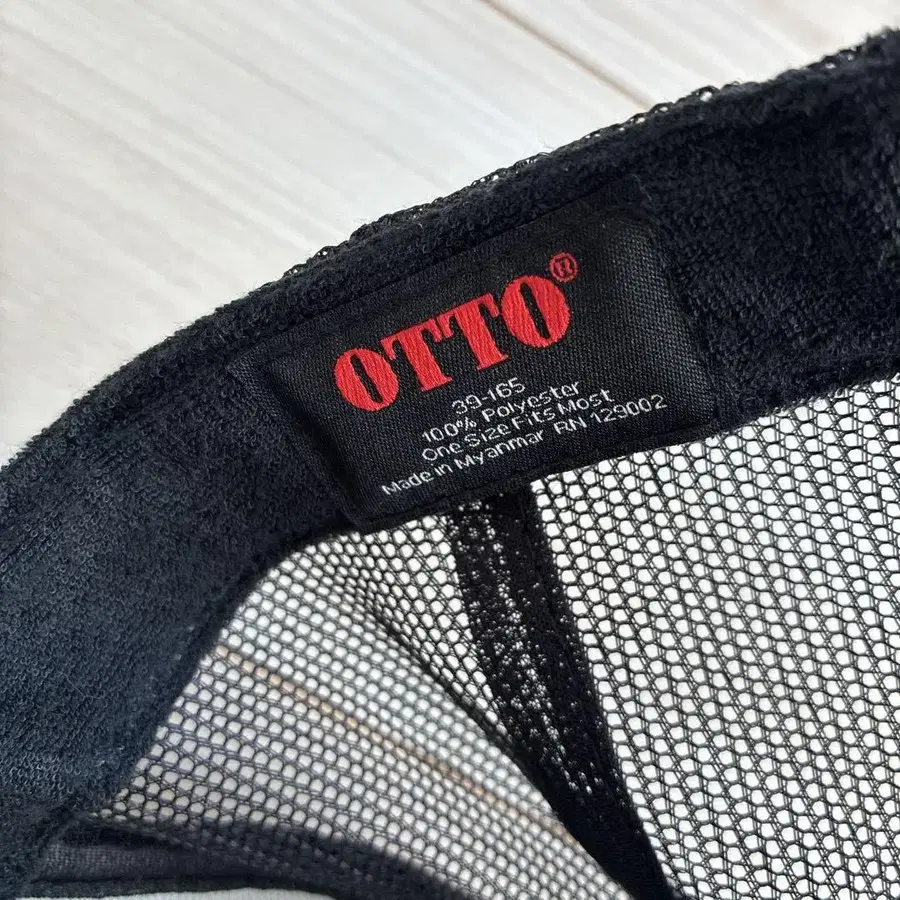 OTTO®
39-165
100% Polyester
One Size Fits Most
Made in Myanmar RN 129002